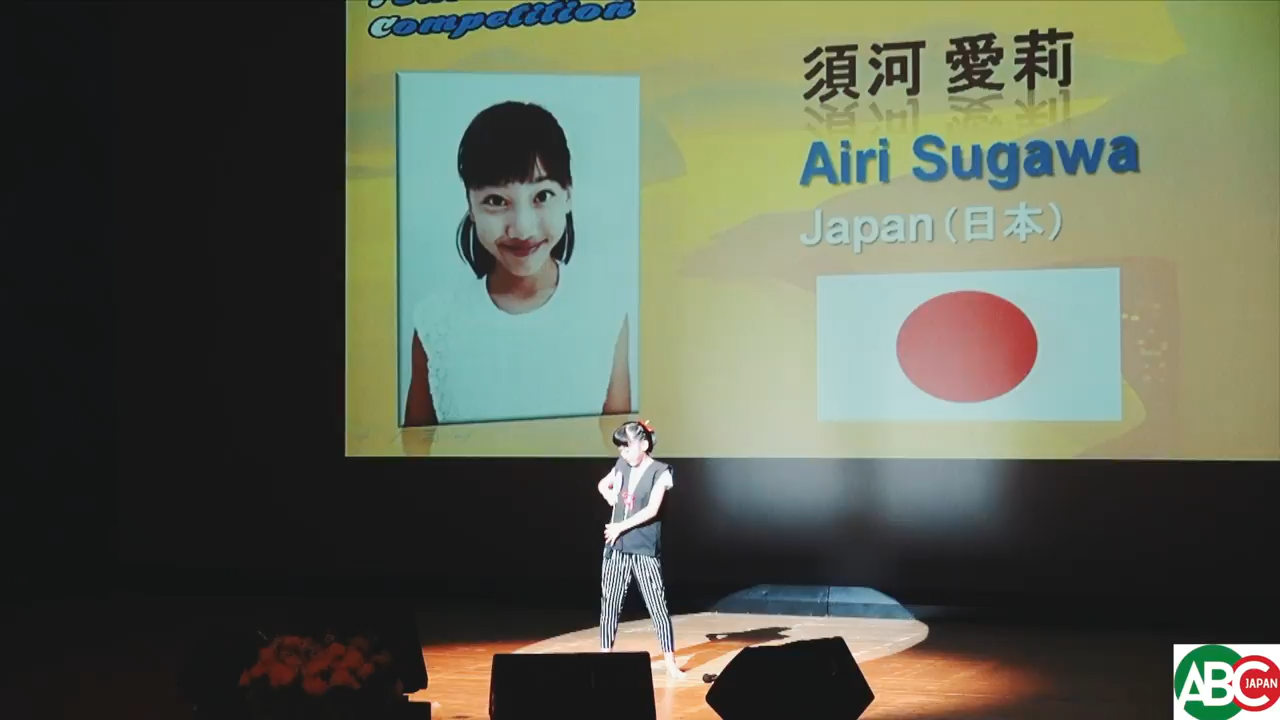 Competition
須河 愛莉
Airi Sugawa
Japan (日本)
ABC
JAPAN